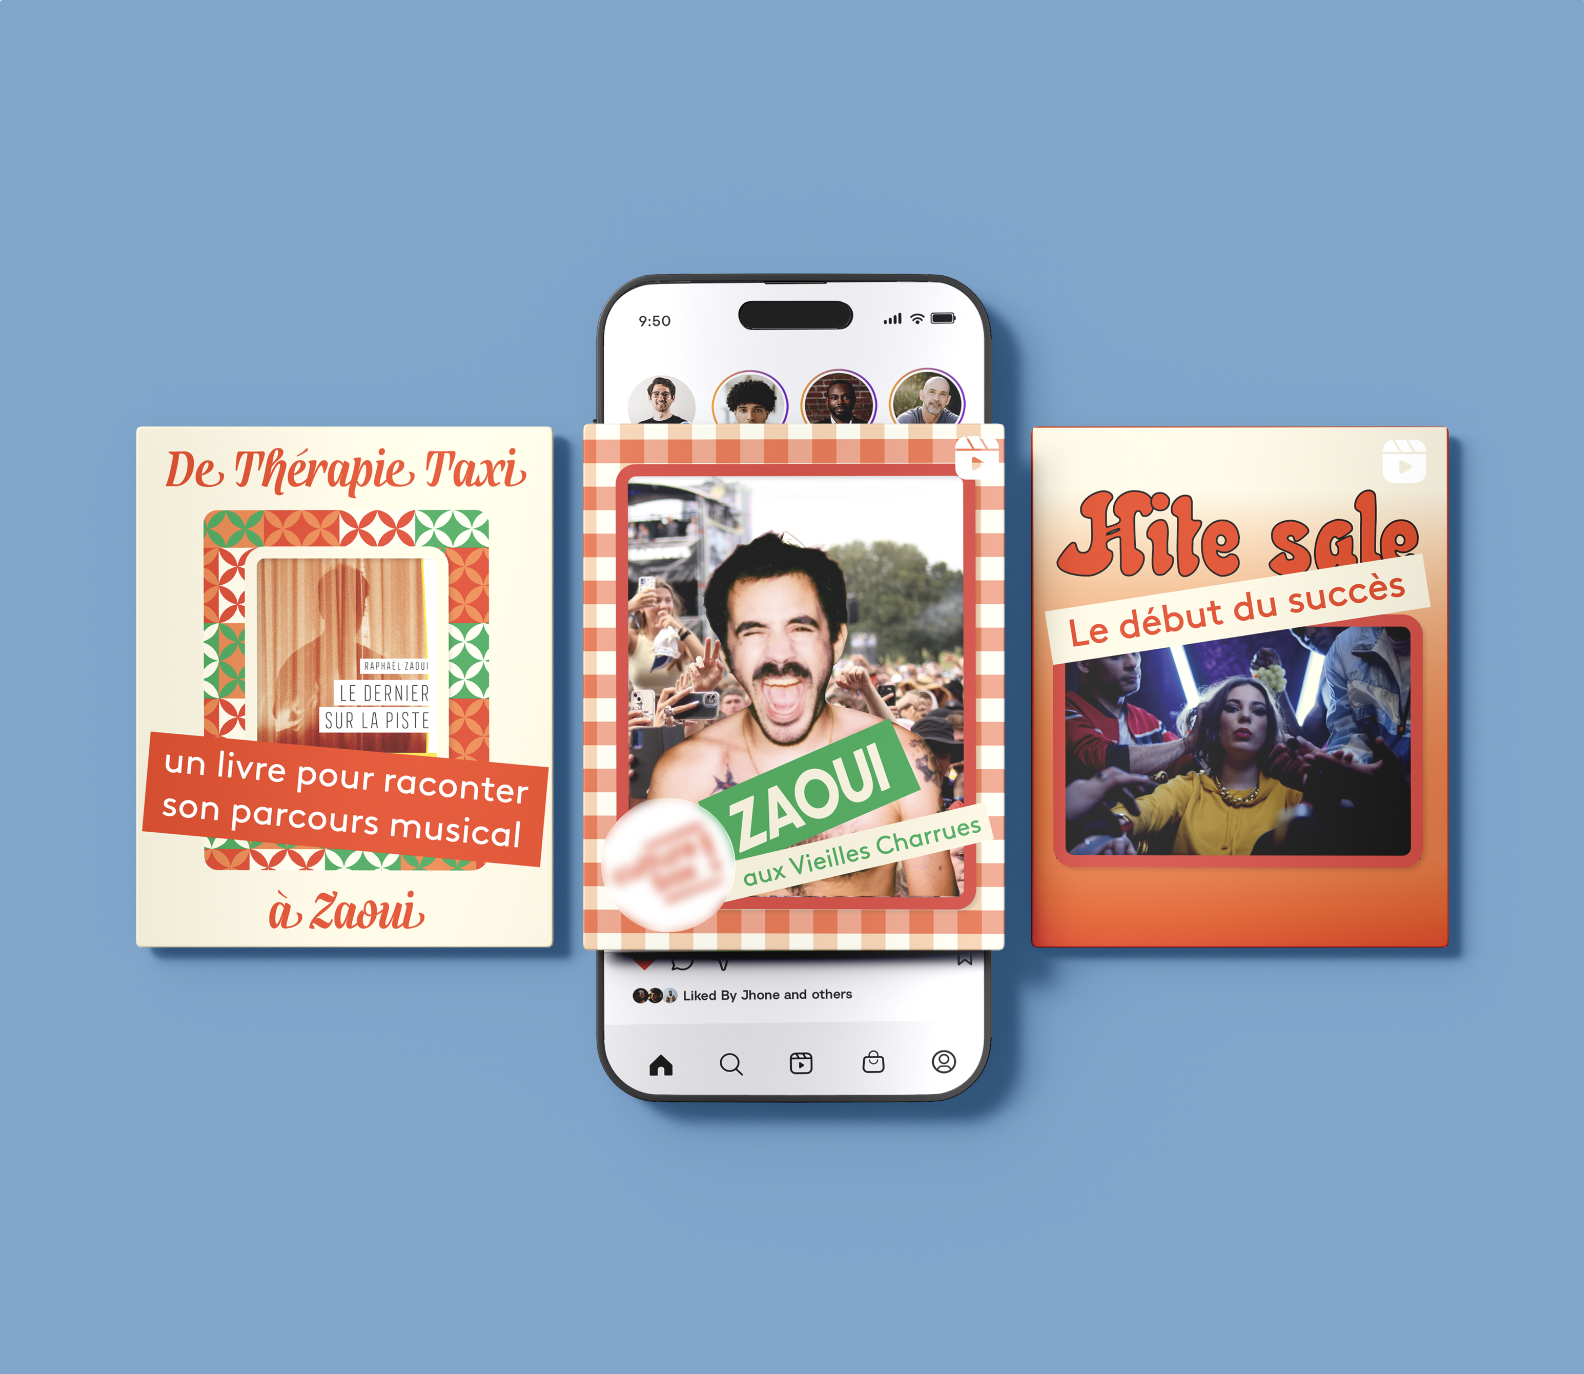 9:50
De Thérapie Taxi
RAPHAËL ZAOUI
LE DERNIER
SUR LA PISTE
un livre pour raconter
son parcours musical
à Zaoui
ZAOUI
aux Vieilles Charrues
Hite sale
Le début du succès
Liked By Jhone and others